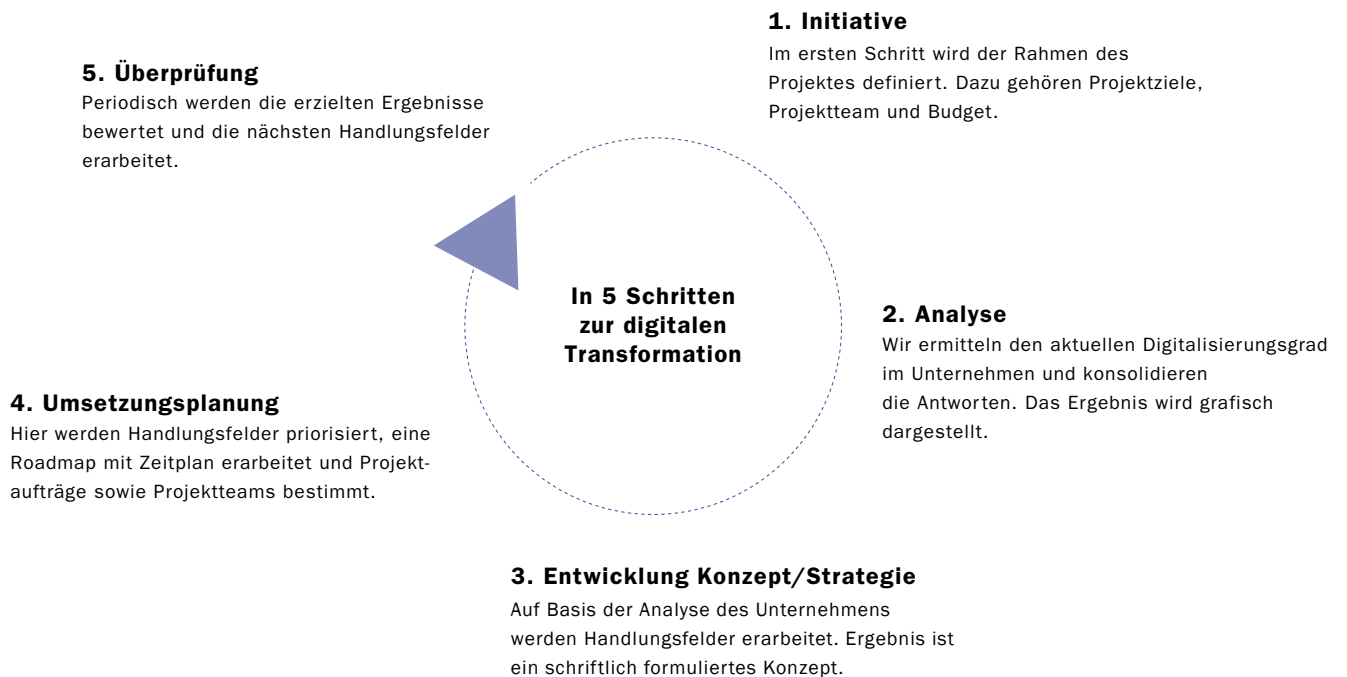 1. Initiative
Im ersten Schritt wird der Rahmen des
Projektes definiert. Dazu gehören Projektziele,
Projektteam und Budget.
5. Überprüfung
Periodisch werden die erzielten Ergebnisse
bewertet und die nächsten Handlungsfelder
erarbeitet.
In 5 Schritten
zur digitalen
Transformation
2. Analyse
Wir ermitteln den aktuellen Digitalisierungsgrad
im Unternehmen und konsolidieren
die Antworten. Das Ergebnis wird grafisch
dargestellt.
4. Umsetzungsplanung
Hier werden Handlungsfelder priorisiert, eine
Roadmap mit Zeitplan erarbeitet und Projekt-
aufträge sowie Projektteams bestimmt.
3. Entwicklung Konzept/Strategie
Auf Basis der Analyse des Unternehmens
werden Handlungsfelder erarbeitet. Ergebnis ist
ein schriftlich formuliertes Konzept.